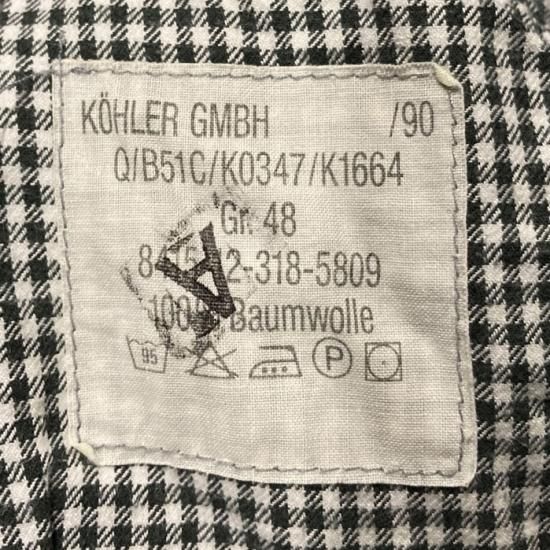 KÖHLER GMBH /90
Q/B51C/K0347/K1664
Gr. 48
2-318-5809
Baumwolle
95 P
A